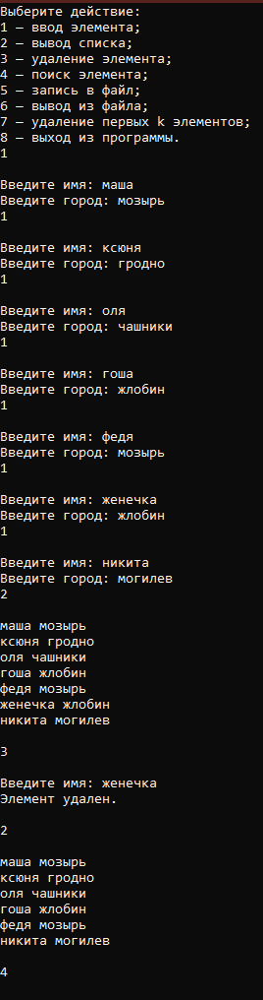 Выберите действие:
1 – ввод элемента;
2 – вывод списка;
3 – удаление элемента;
4 – поиск элемента;
5 – запись в файл;
6 – вывод из файла;
7 – удаление первых k элементов;
8 – выход из программы.
1
Введите имя: маша
Введите город: мозырь
1
Введите имя: ксюня
Введите город: гродно
1
Введите имя: оля
Введите город: чашники
1
Введите имя: гоша
Введите город: жлобин
1
Введите имя: федя
Введите город: мозырь
1
Введите имя: женечка
Введите город: жлобин
1
Введите имя: никита
Введите город: могилев
2
маша мозырь
ксюня гродно
оля чашники
гоша жлобин
федя мозырь
женечка жлобин
никита могилев
3
Введите имя: женечка
Элемент удален.
2
маша мозырь
ксюня гродно
оля чашники
гоша жлобин
федя мозырь
никита могилев
4